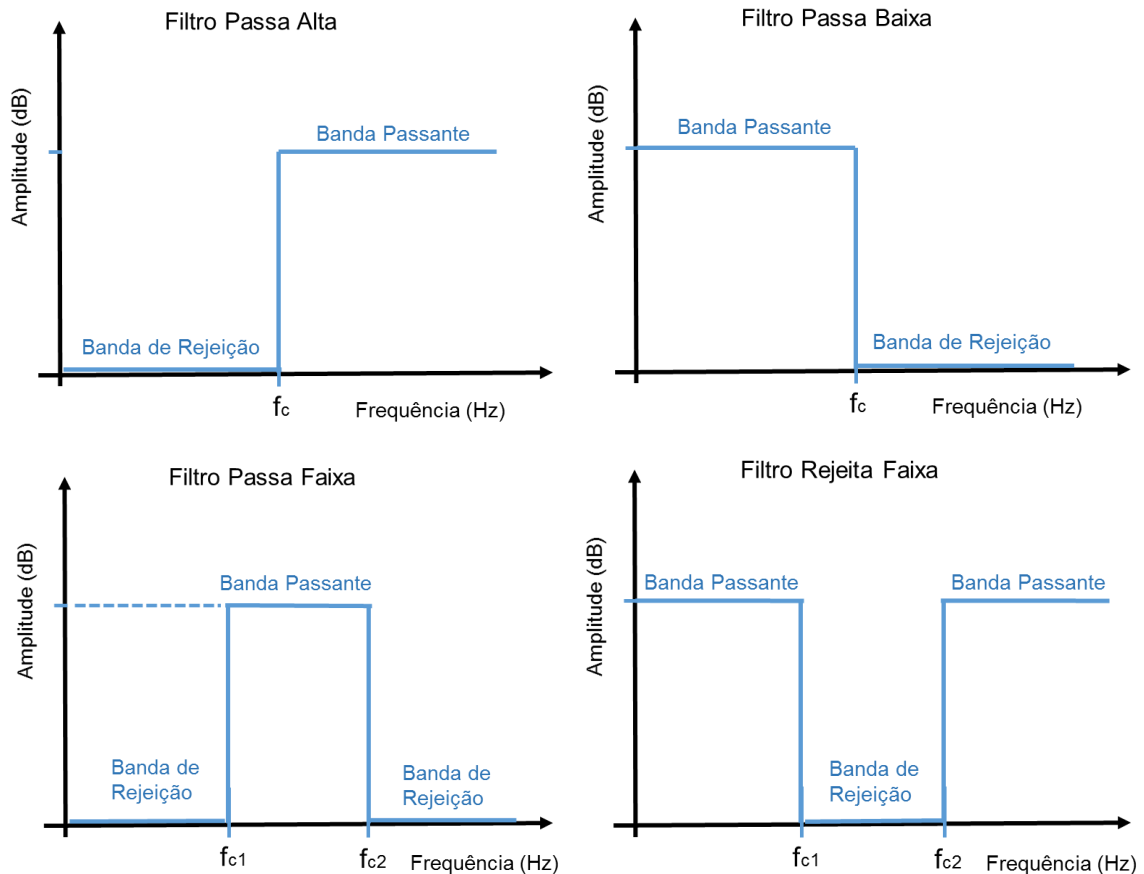 Filtro Passa Alta
Amplitude (dB)
Banda Passante
Banda de Rejeição
fc
Frequência (Hz)
Filtro Passa Baixa
Amplitude (dB)
Banda Passante
Banda de Rejeição
fc
Frequência (Hz)
Filtro Passa Faixa
Amplitude (dB)
Banda Passante
Banda de
Rejeição
Banda de
Rejeição
fc1
fc2
Frequência (Hz)
Filtro Rejeita Faixa
Amplitude (dB)
Banda Passante
Banda Passante
Banda de
Rejeição
fc1
fc2
Frequência (Hz)